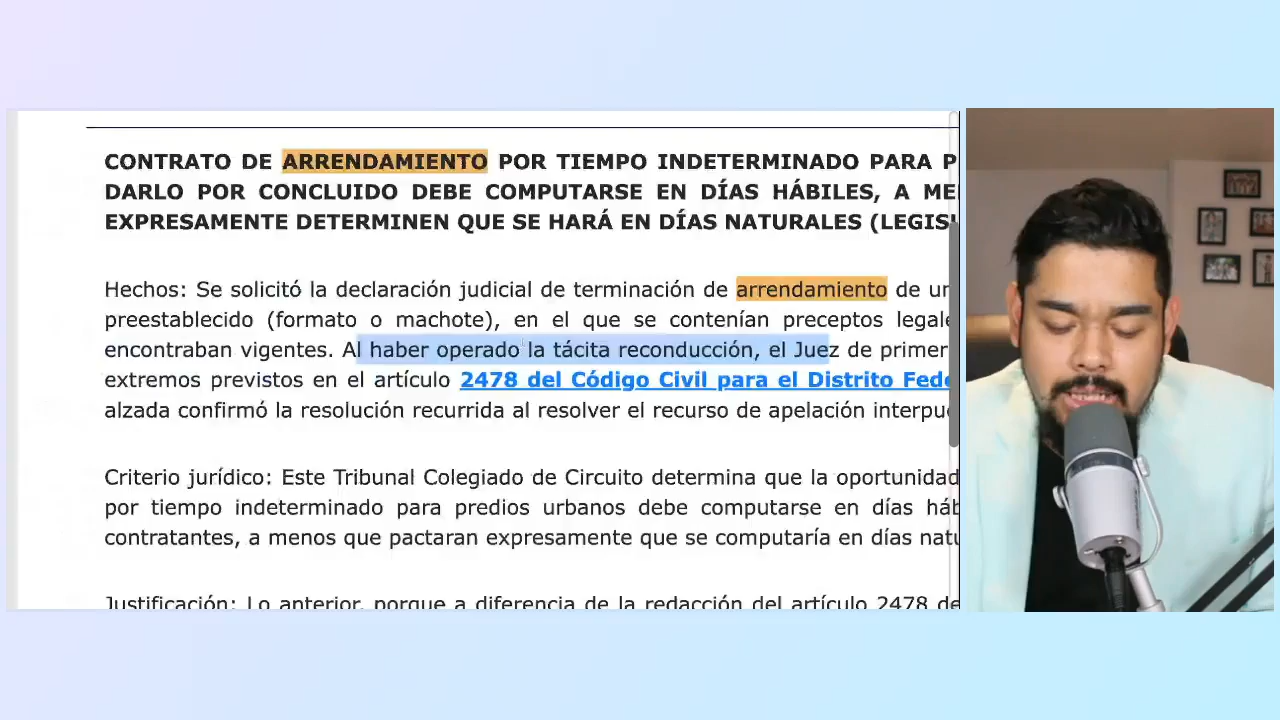 CONTRATO DE ARRENDAMIENTO POR TIEMPO INDETERMINADO PARA P
DARLO POR CONCLUIDO DEBE COMPUTARSE EN DÍAS HÁBILES, A ME
EXPRESAMENTE DETERMINEN QUE SE HARÁ EN DÍAS NATURALES (LEGIS
Hechos: Se solicitó la declaración judicial de terminación de arrendamiento de un
preestablecido (formato o machote), en el que se contenían preceptos legale
encontraban vigentes. Al haber operado la tácita reconducción, el Juez de primer
extremos previstos en el artículo 2478 del Código Civil para el Distrito Fede
alzada confirmó la resolución recurrida al resolver el recurso de apelación interpue
Criterio jurídico: Este Tribunal Colegiado de Circuito determina que la oportunidad
por tiempo indeterminado para predios urbanos debe computarse en días háb
contratantes, a menos que pactaran expresamente que se computaría en días natu
Justificación: Lo anterior, porque a diferencia de la redacción del artículo 2478 de